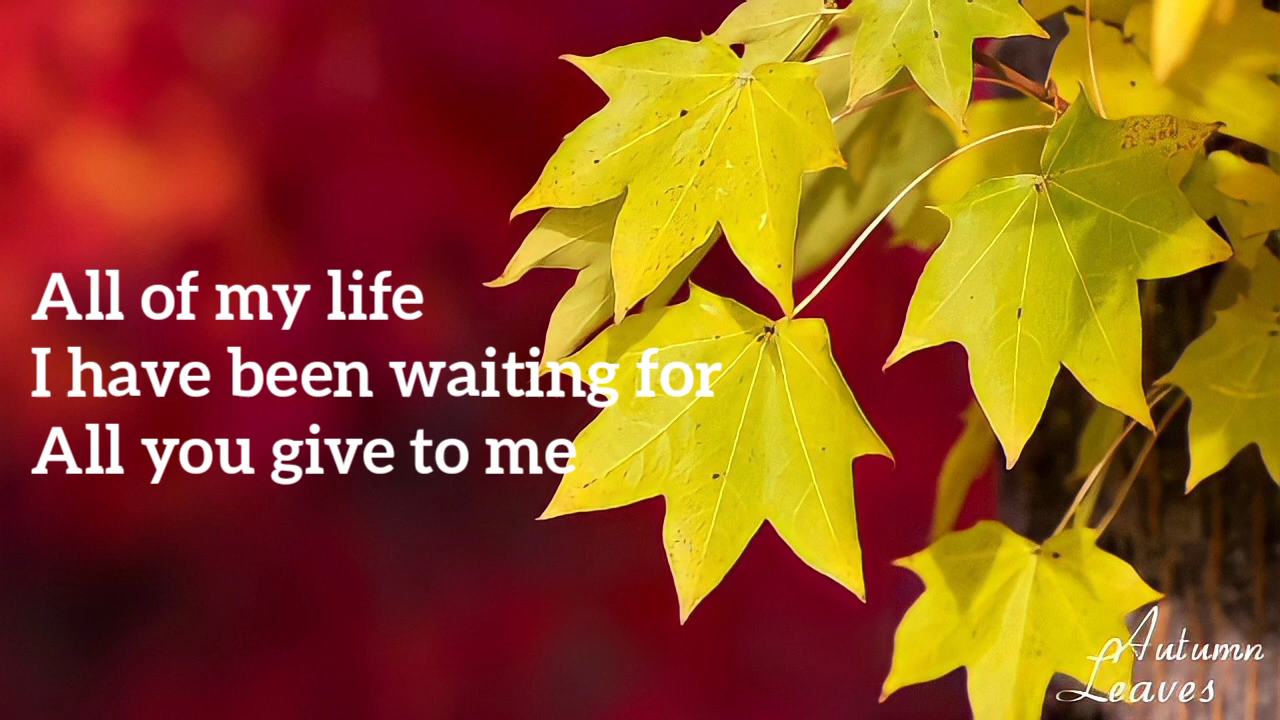 All of my life
I have been waiting for
All you give to me
Autumn
Leaves